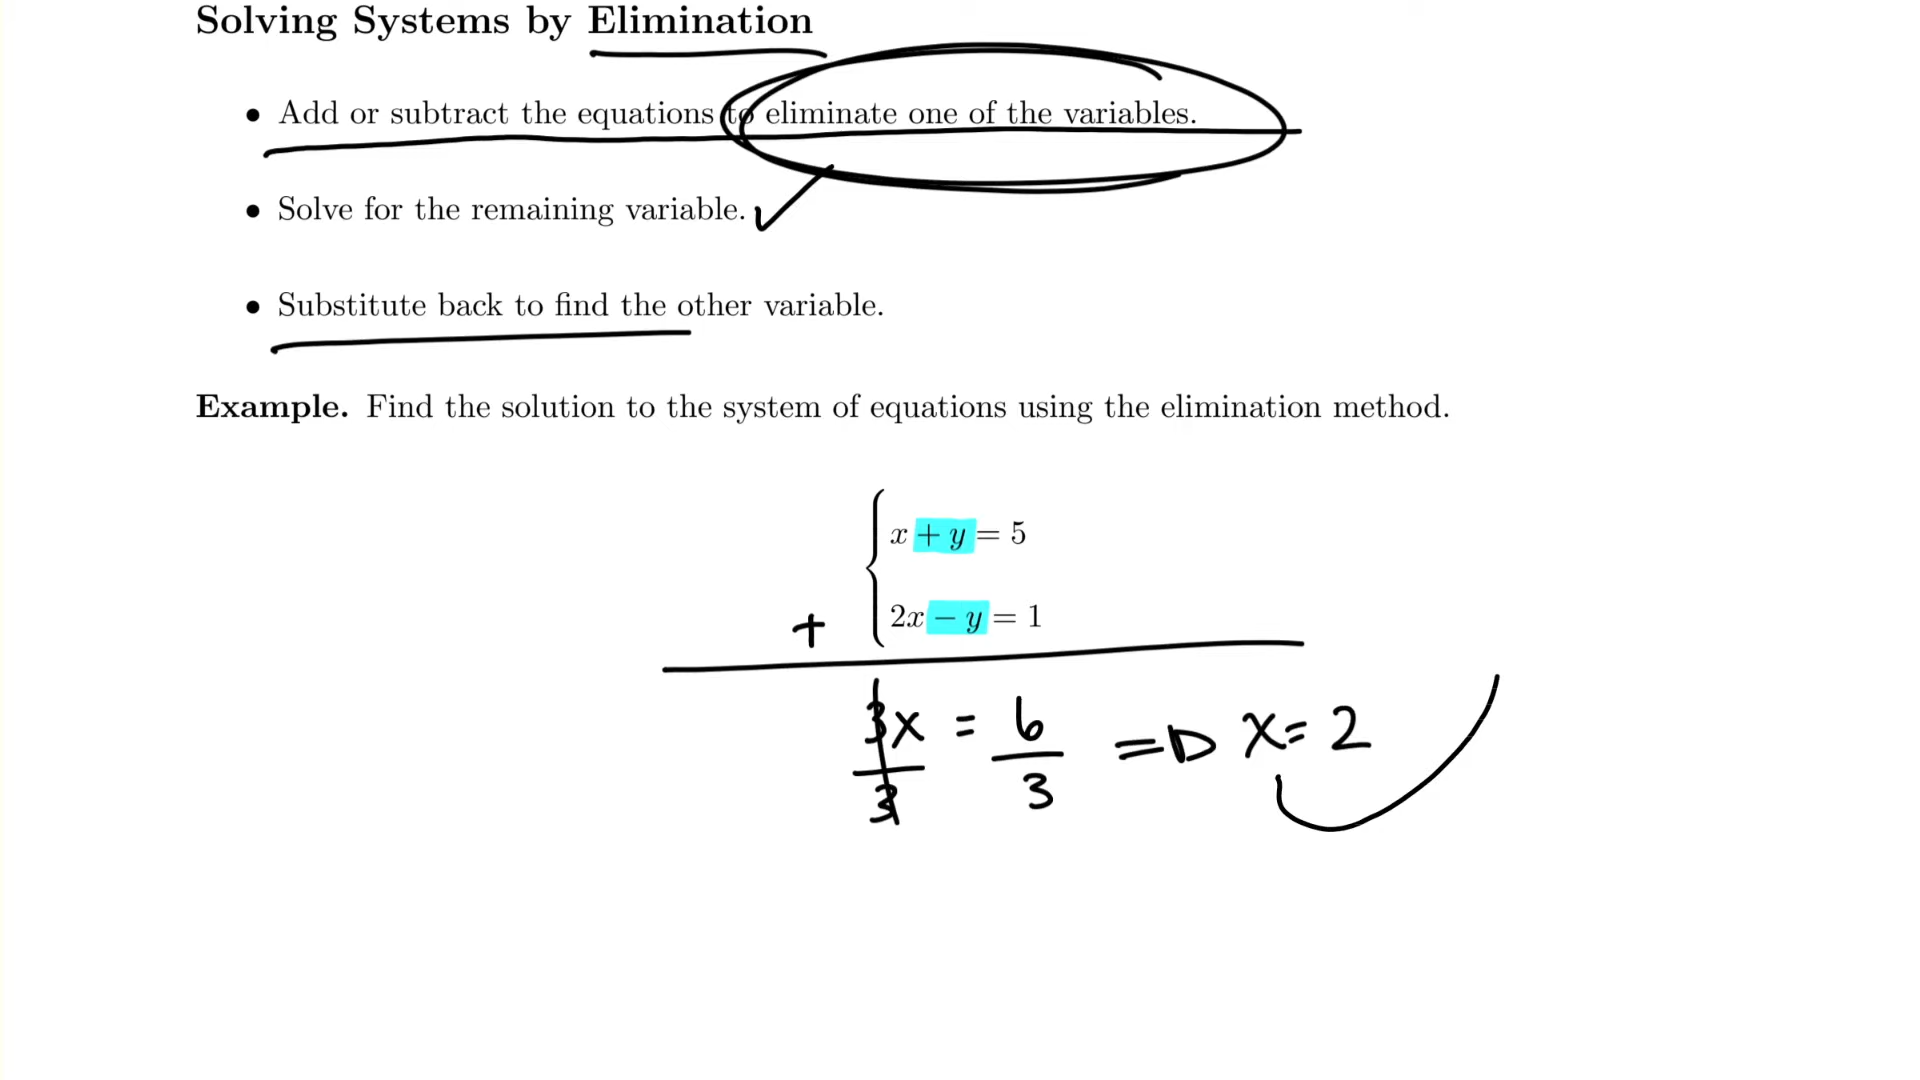 Solving Systems by Elimination
• Add or subtract the equations to eliminate one of the variables.
• Solve for the remaining variable.
• Substitute back to find the other variable.
Example. Find the solution to the system of equations using the elimination method.
x + y = 5
2x − y = 1
+
3x = 6 => x = 2
3 3